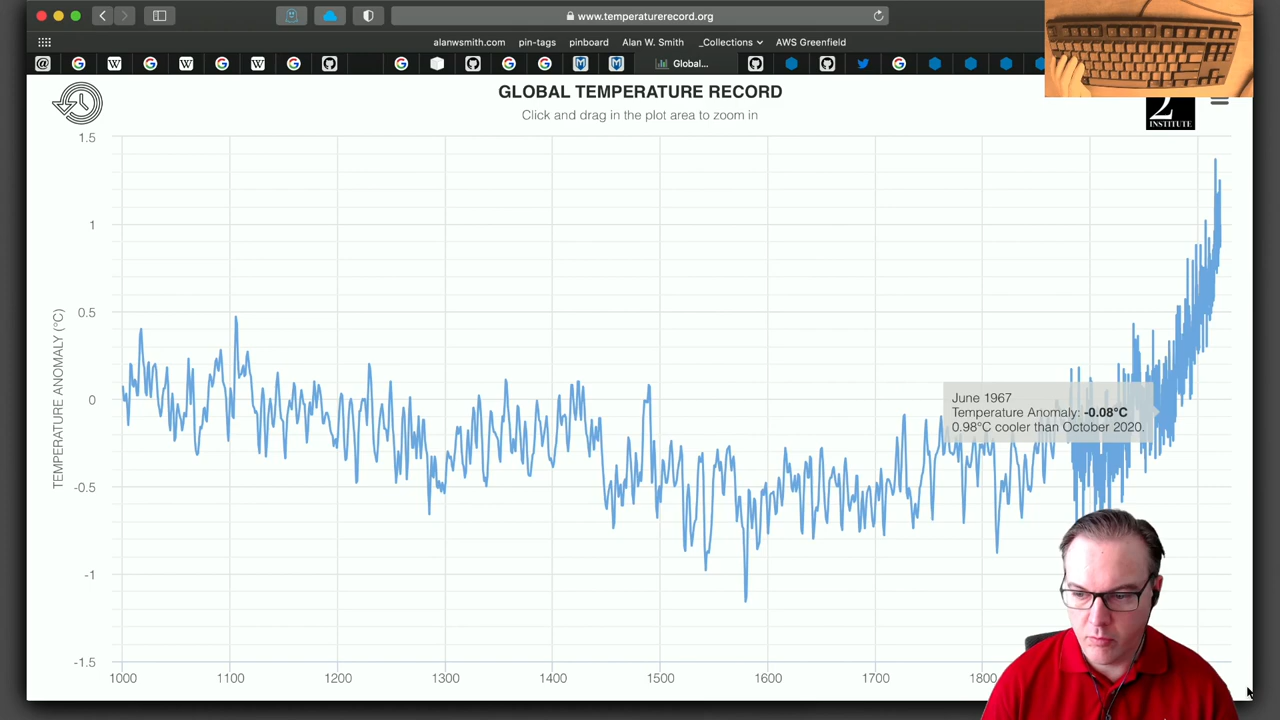 www.temperaturerecord.org
alanwsmith.com pin-tags pinboard Alan W. Smith _Collections AWS Greenfield
Global...
GLOBAL TEMPERATURE RECORD
Click and drag in the plot area to zoom in
2
INSTITUTE
1.5
1
0.5
0
-0.5
-1
-1.5
TEMPERATURE ANOMALY (°C)
June 1967
Temperature Anomaly: -0.08°C
0.98°C cooler than October 2020.
1000 1100 1200 1300 1400 1500 1600 1700 1800